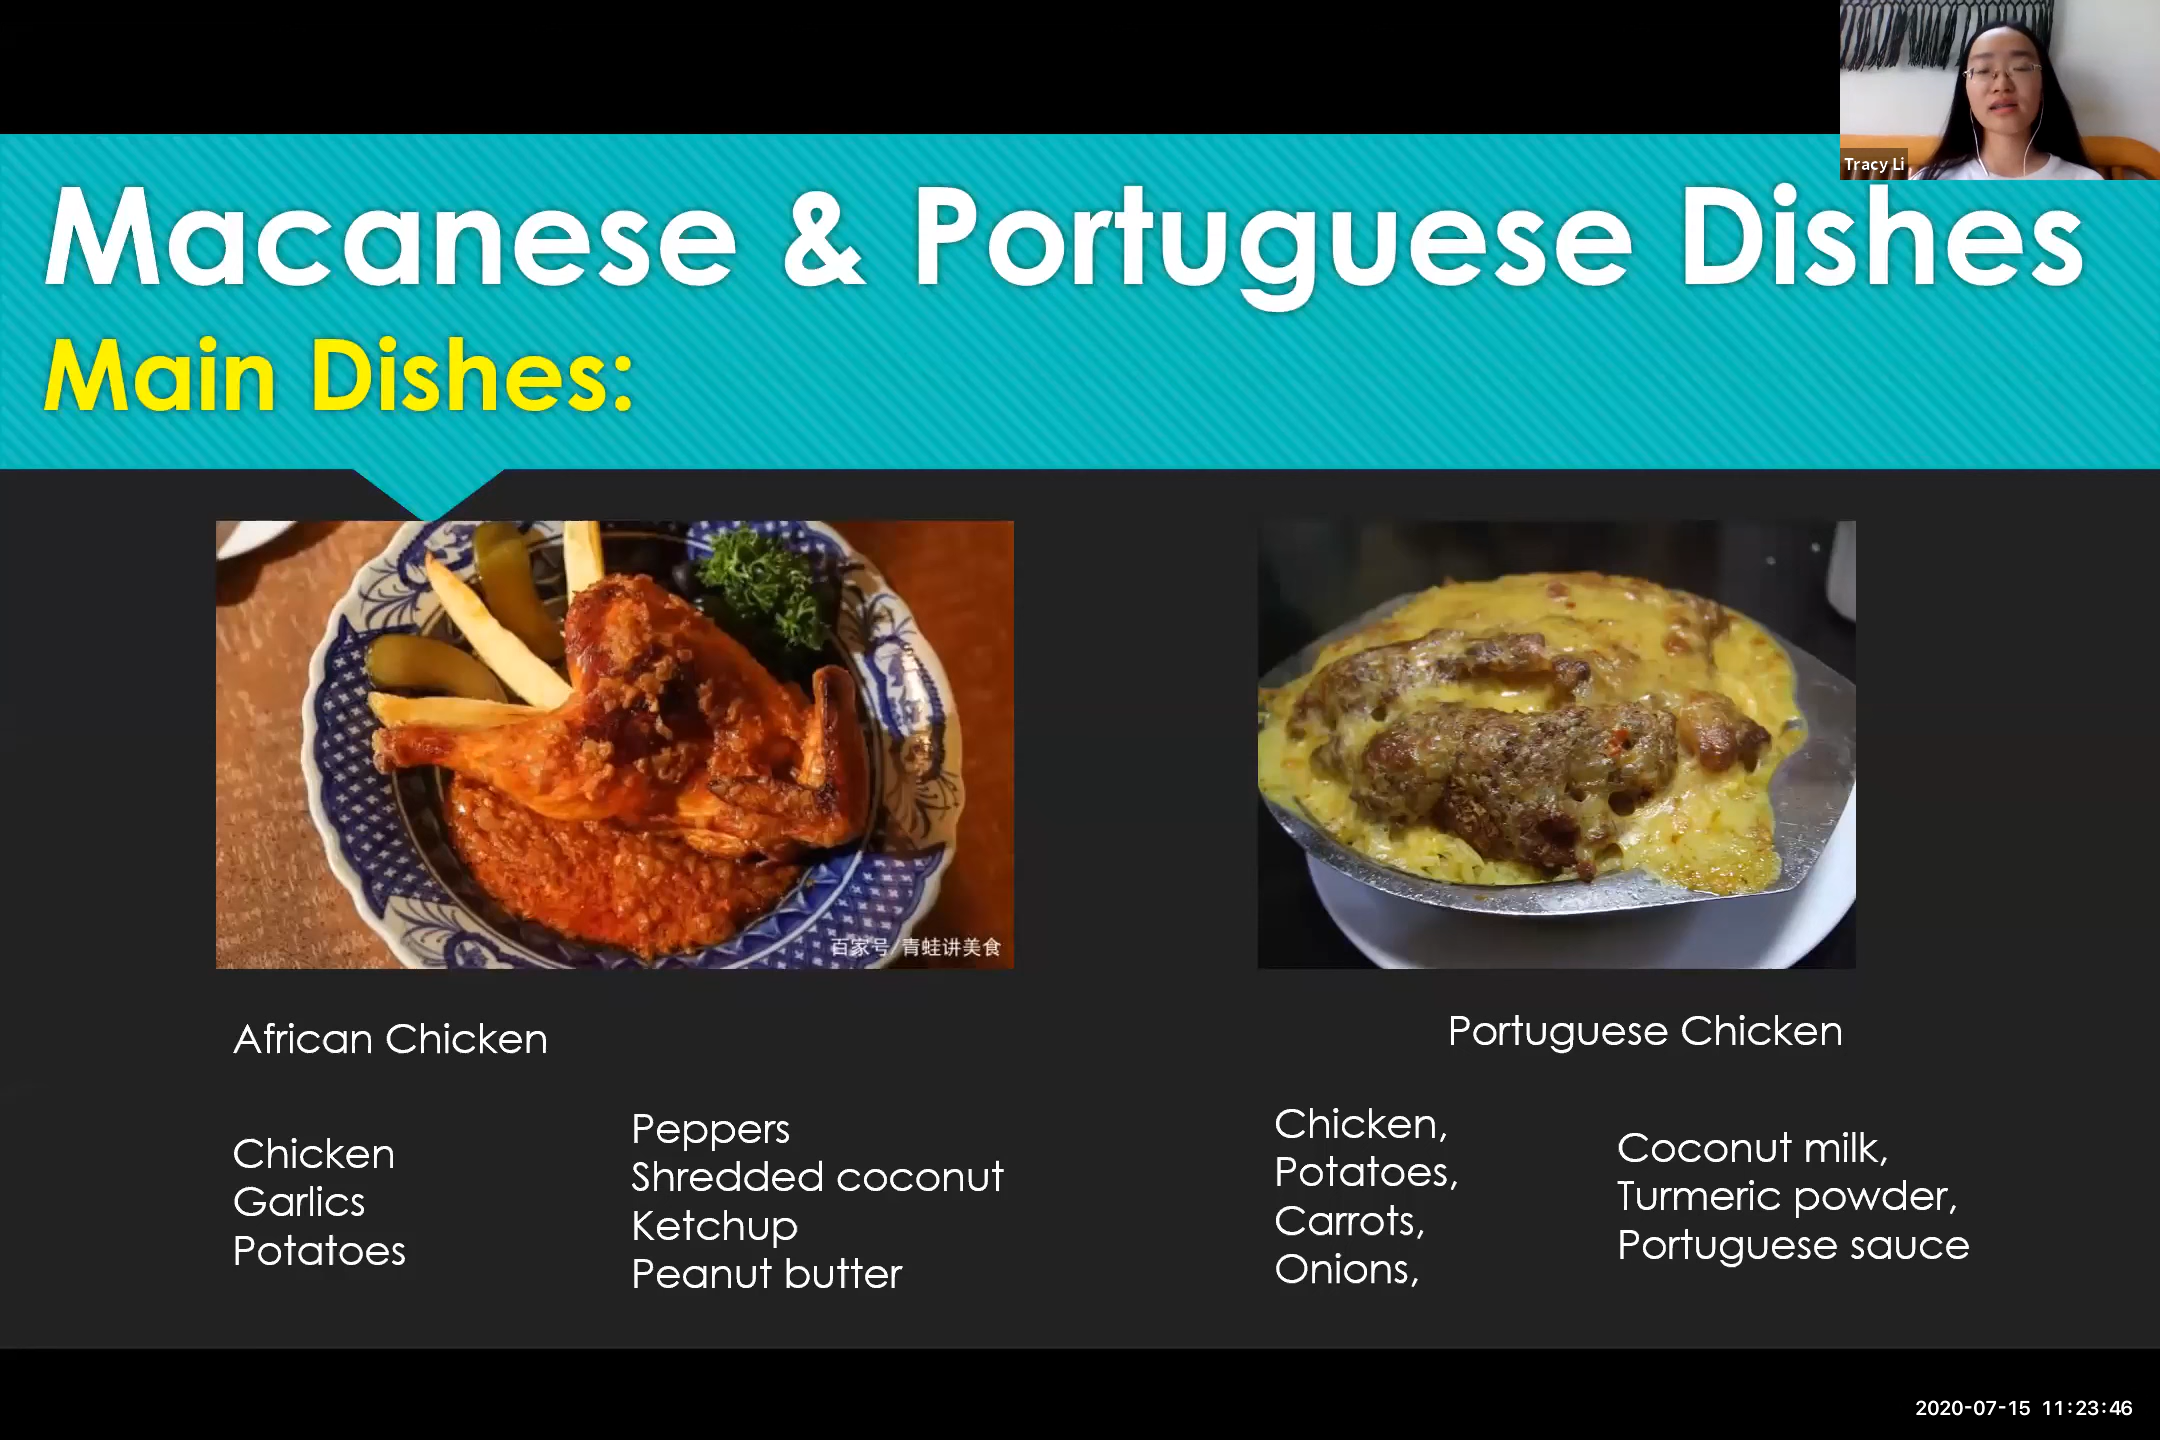 Tracy Li
Macanese & Portuguese Dishes
Main Dishes:
百家号/青蛙讲美食
African Chicken
Chicken
Garlics
Potatoes
Peppers
Shredded coconut
Ketchup
Peanut butter
Portuguese Chicken
Chicken,
Potatoes,
Carrots,
Onions,
Coconut milk,
Turmeric powder,
Portuguese sauce
2020-07-15 11:23:46